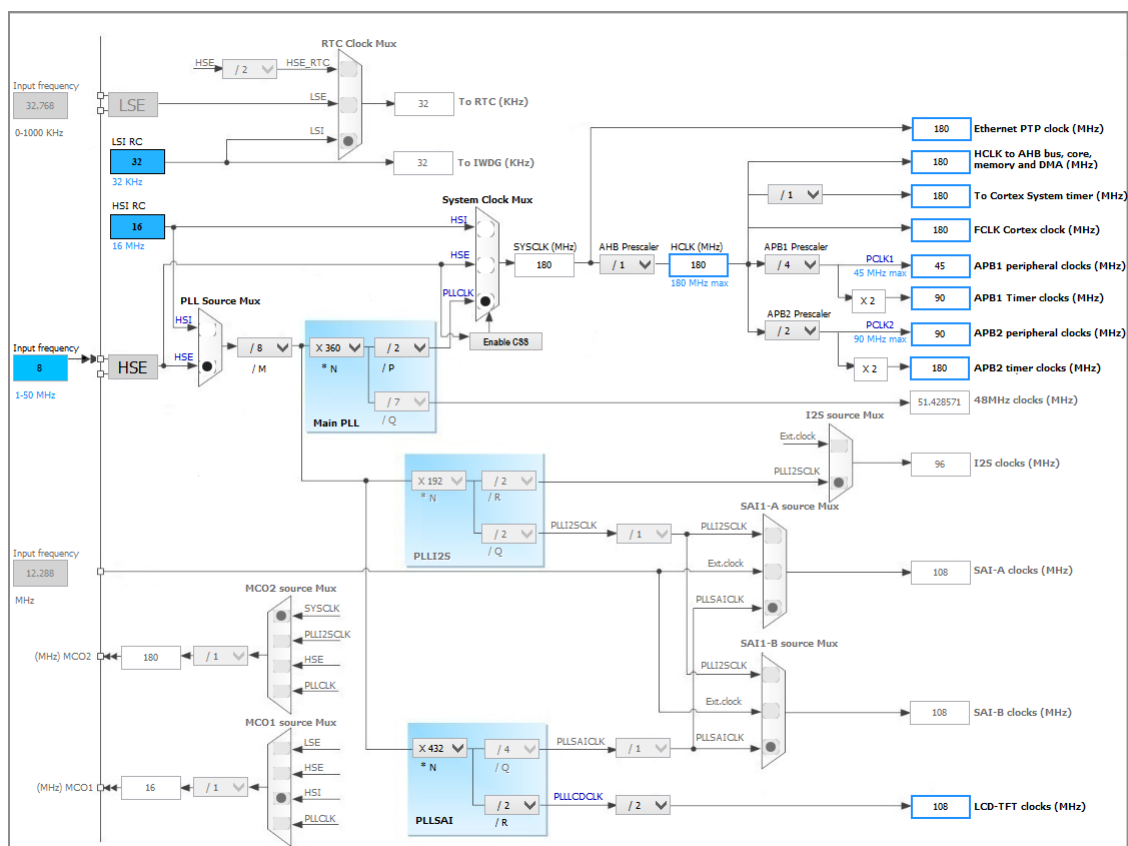 RTC Clock Mux
HSE
/ 2
HSE_RTC
Input frequency
32.768
0-1000 KHz
LSE
LSE
32
To RTC (KHz)
LSI
LSI RC
32
32 KHz
32
To IWDG (KHz)
180
Ethernet PTP clock (MHz)
180
HCLK to AHB bus, core,
memory and DMA (MHz)
/ 1
180
To Cortex System timer (MHz)
180
FCLK Cortex clock (MHz)
HSI RC
16
16 MHz
System Clock Mux
HSI
HSE
PLLCLK
SYSCLK (MHz)
180
AHB Prescaler
/ 1
HCLK (MHz)
180
180 MHz max
APB1 Prescaler
/ 4
PCLK1
45 MHz max
45
APB1 peripheral clocks (MHz)
X 2
90
APB1 Timer clocks (MHz)
APB2 Prescaler
/ 2
PCLK2
90 MHz max
90
APB2 peripheral clocks (MHz)
X 2
180
APB2 timer clocks (MHz)
Enable CSS
PLL Source Mux
HSI
HSE
Input frequency
8
1-50 MHz
HSE
/ 8
/ M
X 360
* N
/ 2
/ P
/ 7
/ Q
Main PLL
51.428571
48MHz clocks (MHz)
I2S source Mux
Ext.clock
PLLI2SCLK
96
I2S clocks (MHz)
X 192
* N
/ 2
/ R
/ 2
/ Q
PLLI2S
PLLI2SCLK
/ 1
SAI1-A source Mux
PLLI2SCLK
Ext.clock
PLLSAICLK
108
SAI-A clocks (MHz)
Input frequency
12.288
MHz
MCO2 source Mux
SYSCLK
PLLI2SCLK
HSE
PLLCLK
(MHz) MCO2
180
/ 1
SAI1-B source Mux
PLLI2SCLK
Ext.clock
PLLSAICLK
108
SAI-B clocks (MHz)
MCO1 source Mux
LSE
HSE
HSI
PLLCLK
(MHz) MCO1
16
/ 1
X 432
* N
/ 4
/ Q
/ 2
/ R
PLLSAI
PLLSAICLK
/ 1
PLLLCDCLK
/ 2
108
LCD-TFT clocks (MHz)